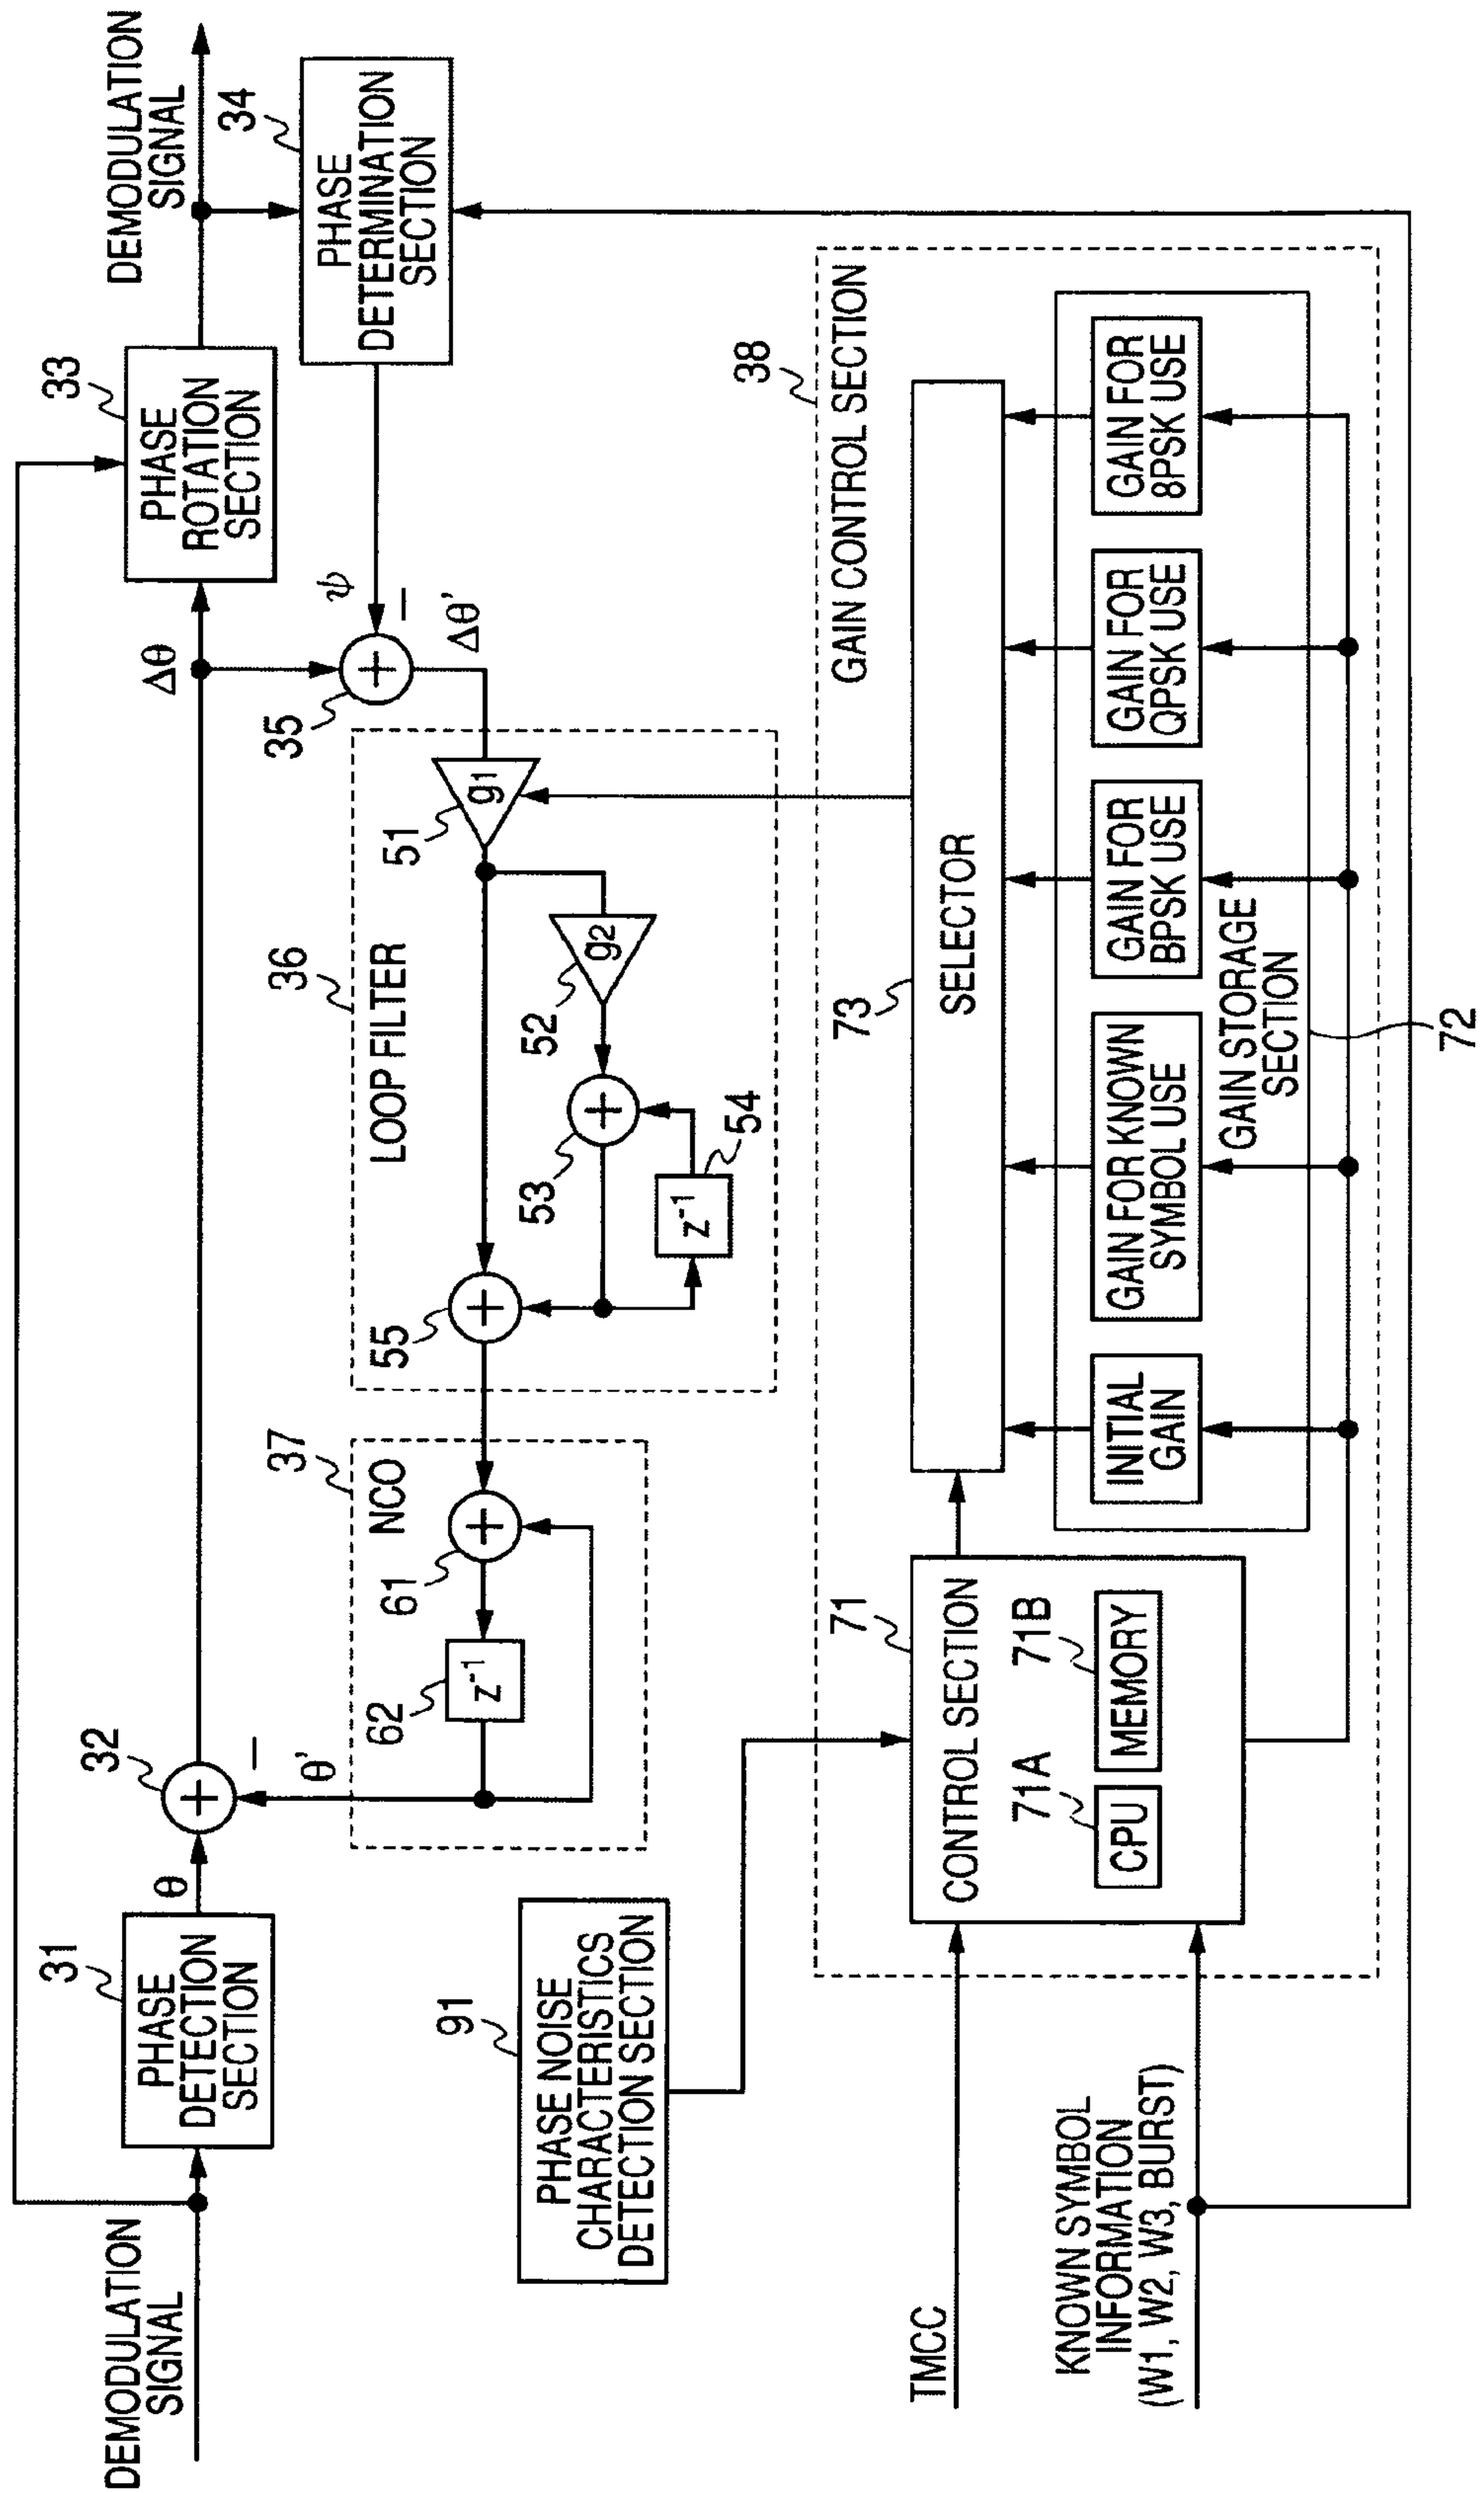 DEMODULATION
SIGNAL
31
PHASE
DETECTION
SECTION
θ
32
−
θ'
Δθ
33
PHASE
ROTATION
SECTION
DEMODULATION
SIGNAL
34
PHASE
DETERMINATION
SECTION
ψ
−
35
Δθ'
36
LOOP FILTER
51
g1
52
g2
53
54
z-1
55
37
NCO
61
62
z-1
91
PHASE NOISE
CHARACTERISTICS
DETECTION SECTION
38
GAIN CONTROL SECTION
TMCC
KNOWN SYMBOL
INFORMATION
(W1, W2, W3, BURST)
71
CONTROL SECTION
71A
CPU
71B
MEMORY
73
SELECTOR
INITIAL
GAIN
GAIN FOR KNOWN
SYMBOL USE
GAIN FOR
BPSK USE
GAIN FOR
QPSK USE
GAIN FOR
8PSK USE
GAIN STORAGE
SECTION
72